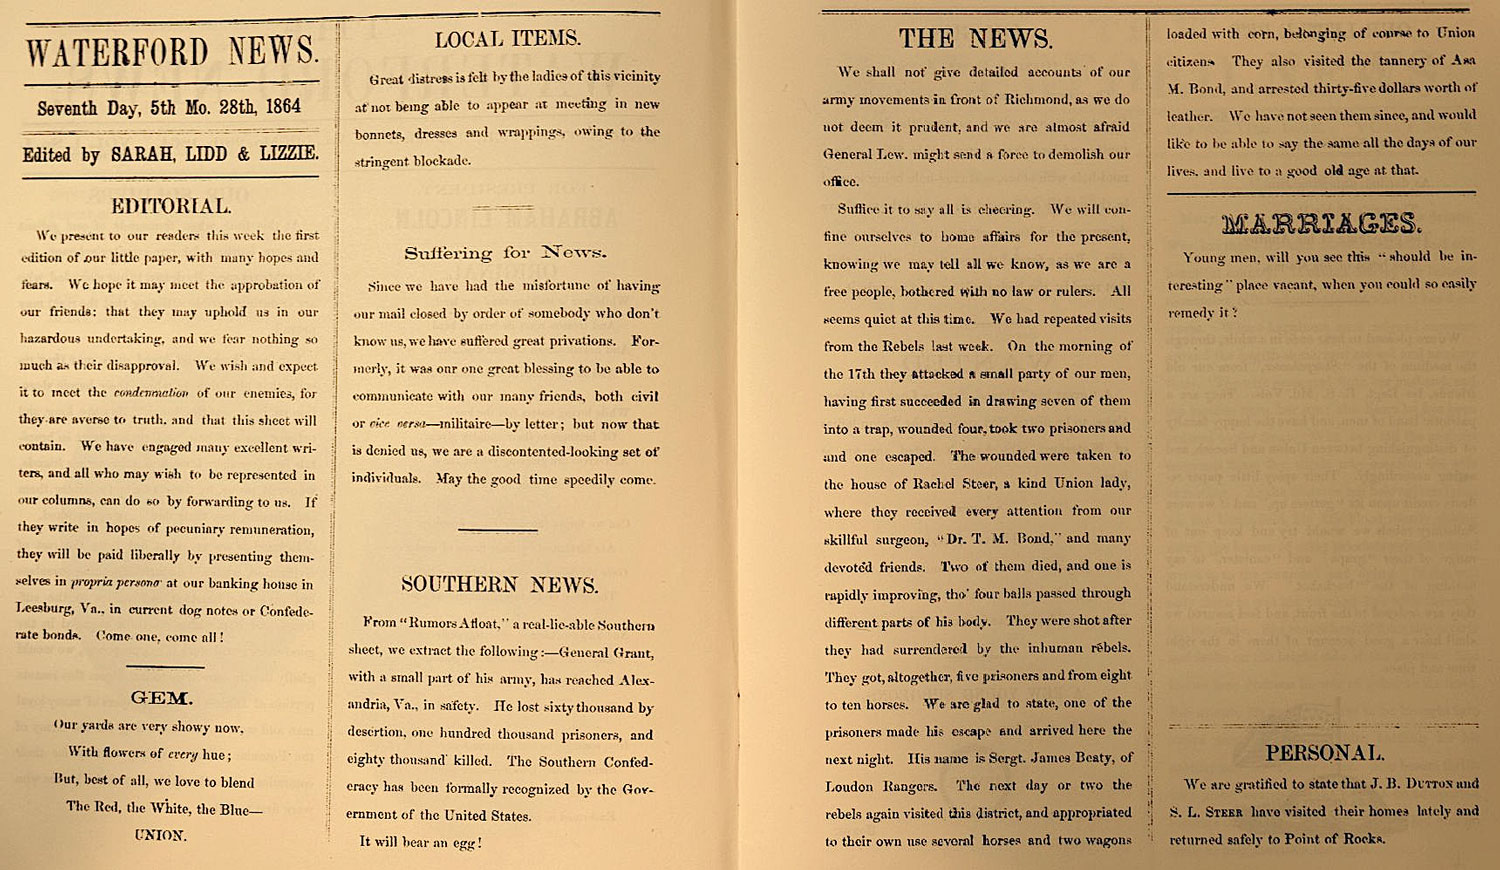 WATERFORD NEWS.
Seventh Day, 5th Mo. 28th, 1864
Edited by SARAH, LIDD & LIZZIE.
EDITORIAL.
We present to our readers this week the first
edition of our little paper, with many hopes and
fears. We hope it may meet the approbation of
our friends; that they may uphold us in our
hazardous undertaking, and we fear nothing so
much as their disapproval. We wish and expect
it to meet the condemnation of our enemies, for
they are averse to truth, and that this sheet will
contain. We have engaged many excellent wri-
ters, and all who may wish to be represented in
our columns, can do so by forwarding to us. If
they write in hopes of pecuniary remuneration,
they will be paid liberally by presenting them-
selves in propria persona at our banking house in
Leesburg, Va., in current dog notes or Confede-
rate bonds. Come one, come all!
GEM.
Our yards are very showy now,
With flowers of every hue;
But, best of all, we love to blend
The Red, the White, the Blue—
UNION.
LOCAL ITEMS.
Great distress is felt by the ladies of this vicinity
at not being able to appear at meeting in new
bonnets, dresses and wrappings, owing to the
stringent blockade.
Suffering for News.
Since we have had the misfortune of having
our mail closed by order of somebody who don't
know us, we have suffered great privations. For-
merly, it was our one great blessing to be able to
communicate with our many friends, both civil
or vice versa—militaire—by letter; but now that
is denied us, we are a discontented-looking set of
individuals. May the good time speedily come.
SOUTHERN NEWS.
From "Rumors Afloat," a real-lie-able Southern
sheet, we extract the following:—General Grant,
with a small part of his army, has reached Alex-
andria, Va., in safety. He lost sixty thousand by
desertion, one hundred thousand prisoners, and
eighty thousand killed. The Southern Confed-
eracy has been formally recognized by the Gov-
ernment of the United States.
It will bear an egg!
THE NEWS.
We shall not give detailed accounts of our
army movements in front of Richmond, as we do
not deem it prudent, and we are almost afraid
General Lew. might send a force to demolish our
office.
Suffice it to say all is cheering. We will con-
fine ourselves to home affairs for the present,
knowing we may tell all we know, as we are a
free people, bothered with no law or rulers. All
seems quiet at this time. We had repeated visits
from the Rebels last week. On the morning of
the 17th they attacked a small party of our men,
having first succeeded in drawing seven of them
into a trap, wounded four, took two prisoners and
and one escaped. The wounded were taken to
the house of Rachel Steer, a kind Union lady,
where they received every attention from our
skillful surgeon, "Dr. T. M. Bond," and many
devoted friends. Two of them died, and one is
rapidly improving, tho' four balls passed through
different parts of his body. They were shot after
they had surrendered by the inhuman rebels.
They got, altogether, five prisoners and from eight
to ten horses. We are glad to state, one of the
prisoners made his escape and arrived here the
next night. His name is Sergt. James Beaty, of
Loudon Rangers. The next day or two the
rebels again visited this district, and appropriated
to their own use several horses and two wagons
loaded with corn, belonging of course to Union
citizens They also visited the tannery of Asa
M. Bond, and arrested thirty-five dollars worth of
leather. We have not seen them since, and would
like to be able to say the same all the days of our
lives, and live to a good old age at that.
MARRIAGES.
Young men, will you see this "should be in-
teresting" place vacant, when you could so easily
remedy it?
PERSONAL.
We are gratified to state that J. B. DUTTON and
S. L. STEER have visited their homes lately and
returned safely to Point of Rocks.